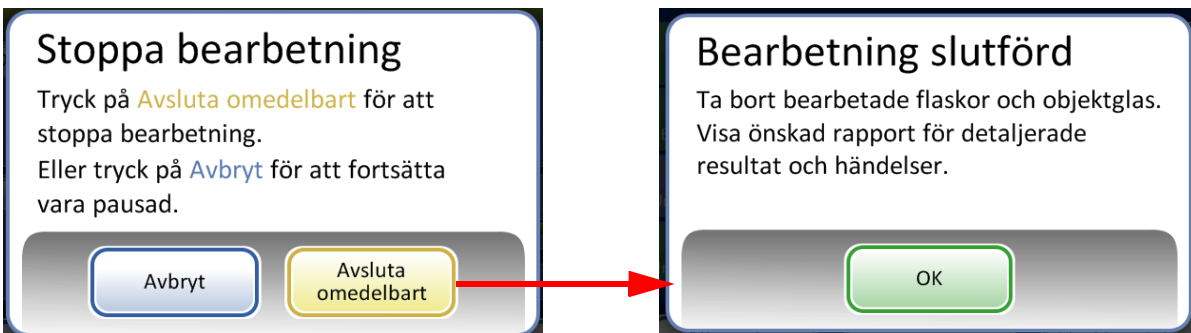 Stoppa bearbetning
Tryck på Avsluta omedelbart för att
stoppa bearbetning.
Eller tryck på Avbryt för att fortsätta
vara pausad.
Avbryt
Avsluta
omedelbart
Bearbetning slutförd
Ta bort bearbetade flaskor och objektglas.
Visa önskad rapport för detaljerade
resultat och händelser.
OK